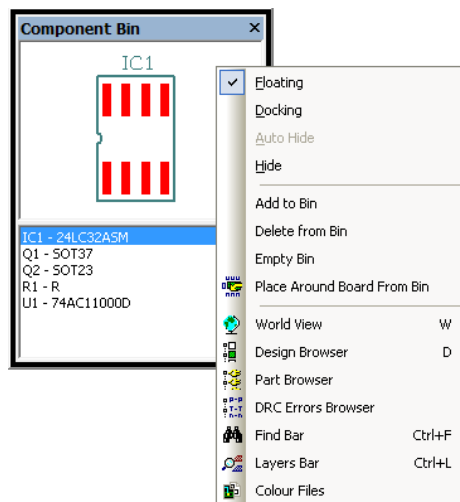 Component Bin
IC1
IC1 - 24LC32ASM
Q1 - SOT37
Q2 - SOT23
R1 - R
U1 - 74AC11000D
Floating
Docking
Auto Hide
Hide
Add to Bin
Delete from Bin
Empty Bin
Place Around Board From Bin
World View W
Design Browser D
Part Browser
DRC Errors Browser
Find Bar Ctrl+F
Layers Bar Ctrl+L
Colour Files